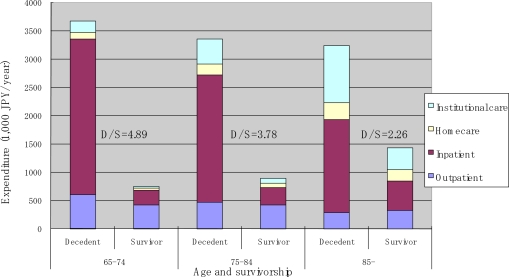 4000
3500
3000
2500
2000
1500
1000
500
0
Expenditure (1,000 JPY/year)
D/S=4.89
D/S=3.78
D/S=2.26
Institutional care
Home care
Inpatient
Outpatient
Decedent Survivor Decedent Survivor Decedent Survivor
65-74 75-84 85-
Age and survivorship